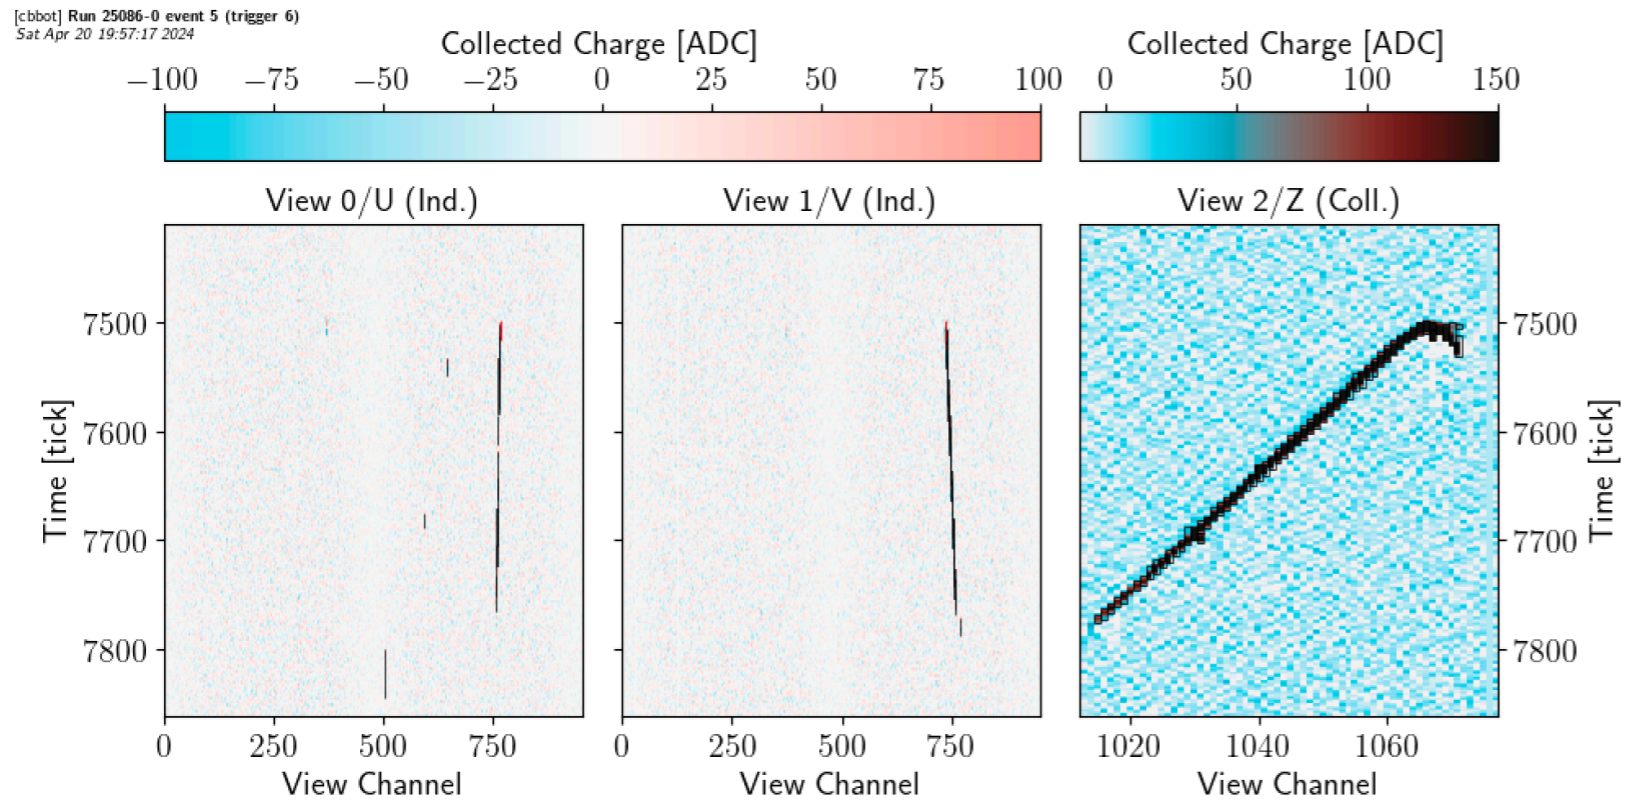 [cbbot] Run 25086-0 event 5 (trigger 6)
Sat Apr 20 19:57:17 2024
Collected Charge [ADC]
Collected Charge [ADC]
−100 −75 −50 −25 0 25 50 75 100
0 50 100 150
View 0/U (Ind.)
View 1/V (Ind.)
View 2/Z (Coll.)
Time [tick]
7500
7600
7700
7800
7500
7600
7700
7800
Time [tick]
0 250 500 750
0 250 500 750
1020 1040 1060
View Channel
View Channel
View Channel